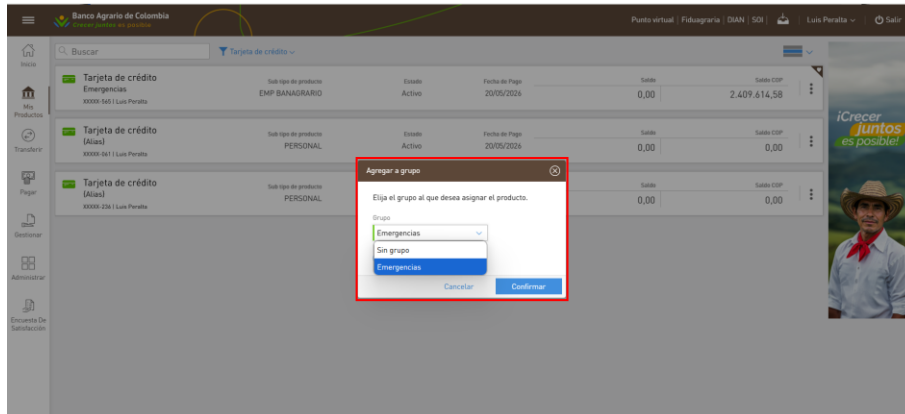 Banco Agrario de Colombia
Crecer juntos es posible
Punto virtual | Fiduagraria | DIAN | SOI |
Luis Peralta
Salir
Inicio
Mis
Productos
Transferir
Pagar
Gestionar
Administrar
Encuesta De
Satisfacción
Buscar
Tarjeta de crédito
Tarjeta de crédito
Emergencias
XXXXX-565 | Luis Peralta
Sub tipo de producto
EMP BANAGRARIO
Estado
Activo
Fecha de Pago
20/05/2026
Saldo
0,00
Saldo COP
2.409.614,58
Tarjeta de crédito
(Alias)
XXXXX-061 | Luis Peralta
Sub tipo de producto
PERSONAL
Estado
Activo
Fecha de Pago
20/05/2026
Saldo
0,00
Saldo COP
0,00
Tarjeta de crédito
(Alias)
XXXXX-226 | Luis Peralta
Sub tipo de producto
PERSONAL
Saldo
0,00
Saldo COP
0,00
Agregar a grupo
Elija el grupo al que desea asignar el producto.
Grupo
Emergencias
Sin grupo
Emergencias
Cancelar
Confirmar
¡Crecer
juntos
es posible!